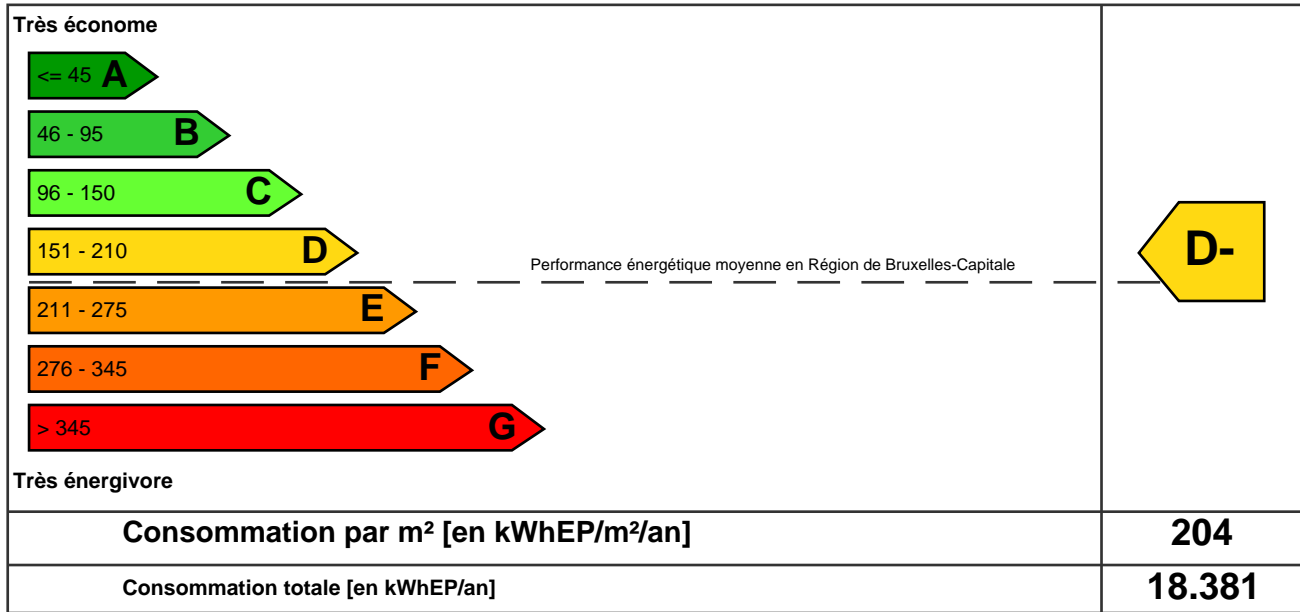 Très économe
<= 45 A
46 - 95 B
96 - 150 C
151 - 210 D
Performance énergétique moyenne en Région de Bruxelles-Capitale
D-
211 - 275 E
276 - 345 F
> 345 G
Très énergivore
Consommation par m² [en kWhEP/m²/an] 204
Consommation totale [en kWhEP/an] 18.381